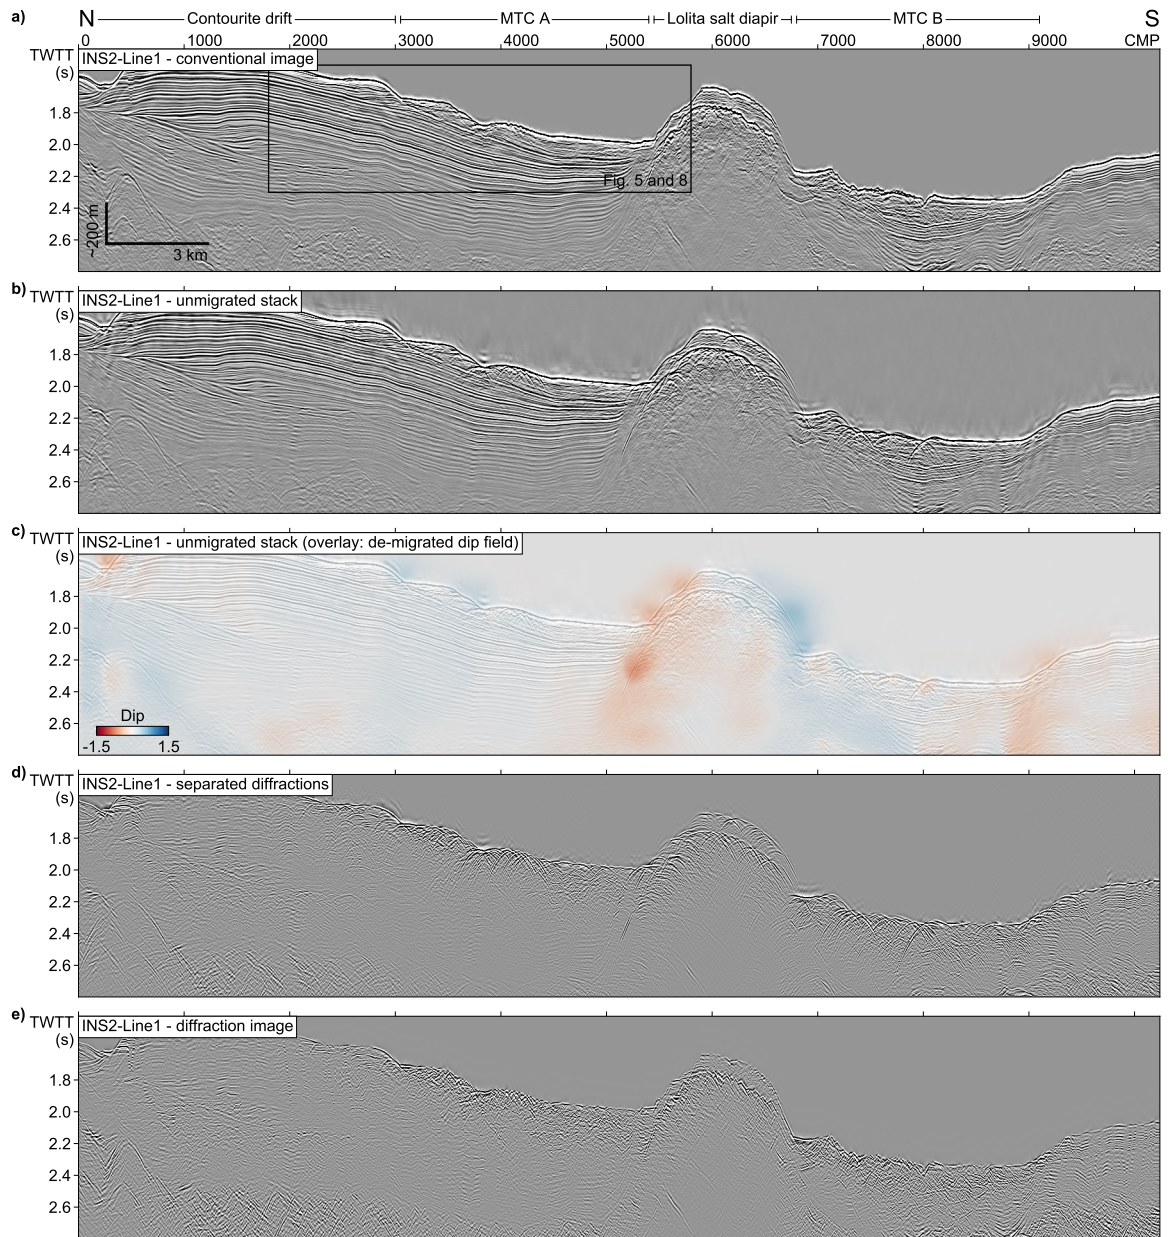 a) N Contourite drift MTC A Lolita salt diapir MTC B S
0 1000 2000 3000 4000 5000 6000 7000 8000 9000 CMP
TWTT
(s)
INS2-Line1 - conventional image
1.8
2.0
2.2
2.4
2.6
Fig. 5 and 8
~200 m
3 km
b) TWTT
(s)
INS2-Line1 - unmigrated stack
1.8
2.0
2.2
2.4
2.6
c) TWTT
(s)
INS2-Line1 - unmigrated stack (overlay: de-migrated dip field)
1.8
2.0
2.2
2.4
2.6
Dip
-1.5 1.5
d) TWTT
(s)
INS2-Line1 - separated diffractions
1.8
2.0
2.2
2.4
2.6
e) TWTT
(s)
INS2-Line1 - diffraction image
1.8
2.0
2.2
2.4
2.6